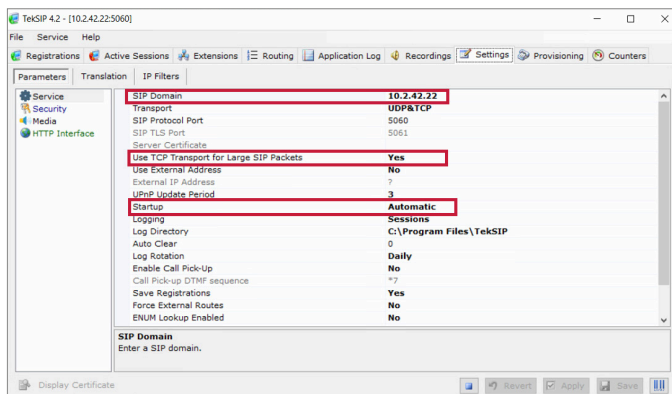 TekSIP 4.2 - [10.2.42.22:5060]
File Service Help
Registrations Active Sessions Extensions Routing Application Log Recordings Settings Provisioning Counters
Parameters Translation IP Filters
Service
Security
Media
HTTP Interface
SIP Domain 10.2.42.22
Transport UDP&TCP
SIP Protocol Port 5060
SIP TLS Port 5061
Server Certificate
Use TCP Transport for Large SIP Packets Yes
Use External Address No
External IP Address ?
UPnP Update Period 3
Startup Automatic
Logging Sessions
Log Directory C:\Program Files\TekSIP
Auto Clear 0
Log Rotation Daily
Enable Call Pick-Up No
Call Pick-up DTMF sequence *7
Save Registrations Yes
Force External Routes No
ENUM Lookup Enabled No
SIP Domain
Enter a SIP domain.
Display Certificate Revert Apply Save